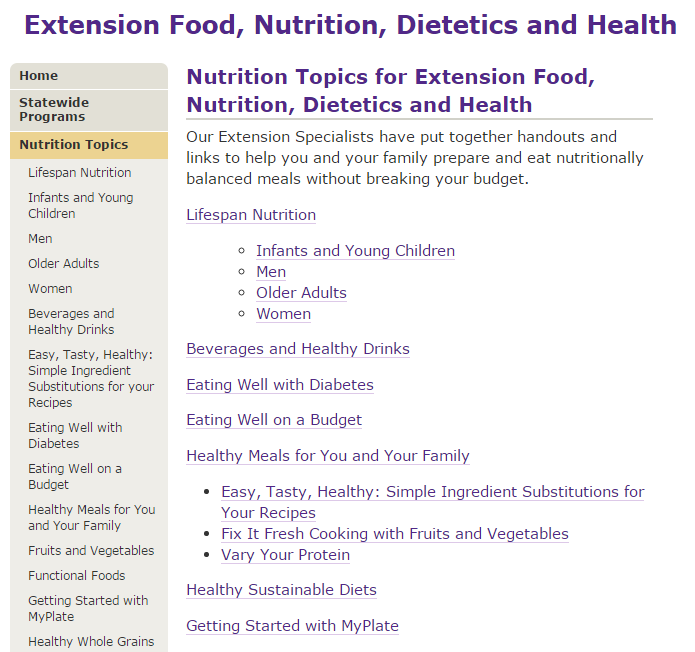 Extension Food, Nutrition, Dietetics and Health
Home
Statewide
Programs
Nutrition Topics
Lifespan Nutrition
Infants and Young
Children
Men
Older Adults
Women
Beverages and
Healthy Drinks
Easy, Tasty, Healthy:
Simple Ingredient
Substitutions for your
Recipes
Eating Well with
Diabetes
Eating Well on a
Budget
Healthy Meals for You
and Your Family
Fruits and Vegetables
Functional Foods
Getting Started with
MyPlate
Healthy Whole Grains
Nutrition Topics for Extension Food,
Nutrition, Dietetics and Health
Our Extension Specialists have put together handouts and
links to help you and your family prepare and eat nutritionally
balanced meals without breaking your budget.
Lifespan Nutrition
Infants and Young Children
Men
Older Adults
Women
Beverages and Healthy Drinks
Eating Well with Diabetes
Eating Well on a Budget
Healthy Meals for You and Your Family
Easy, Tasty, Healthy: Simple Ingredient Substitutions for
Your Recipes
Fix It Fresh Cooking with Fruits and Vegetables
Vary Your Protein
Healthy Sustainable Diets
Getting Started with MyPlate